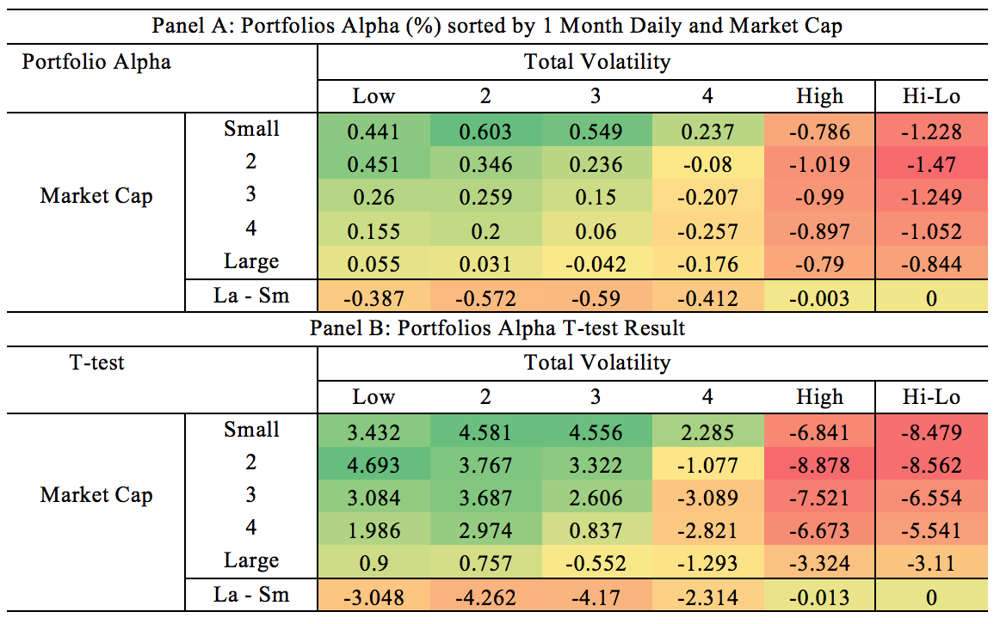 Panel A: Portfolios Alpha (%) sorted by 1 Month Daily and Market Cap
Portfolio Alpha Total Volatility
Low 2 3 4 High Hi-Lo
Small 0.441 0.603 0.549 0.237 -0.786 -1.228
2 0.451 0.346 0.236 -0.08 -1.019 -1.47
Market Cap 3 0.26 0.259 0.15 -0.207 -0.99 -1.249
4 0.155 0.2 0.06 -0.257 -0.897 -1.052
Large 0.055 0.031 -0.042 -0.176 -0.79 -0.844
La - Sm -0.387 -0.572 -0.59 -0.412 -0.003 0
Panel B: Portfolios Alpha T-test Result
T-test Total Volatility
Low 2 3 4 High Hi-Lo
Small 3.432 4.581 4.556 2.285 -6.841 -8.479
2 4.693 3.767 3.322 -1.077 -8.878 -8.562
Market Cap 3 3.084 3.687 2.606 -3.089 -7.521 -6.554
4 1.986 2.974 0.837 -2.821 -6.673 -5.541
Large 0.9 0.757 -0.552 -1.293 -3.324 -3.11
La - Sm -3.048 -4.262 -4.17 -2.314 -0.013 0